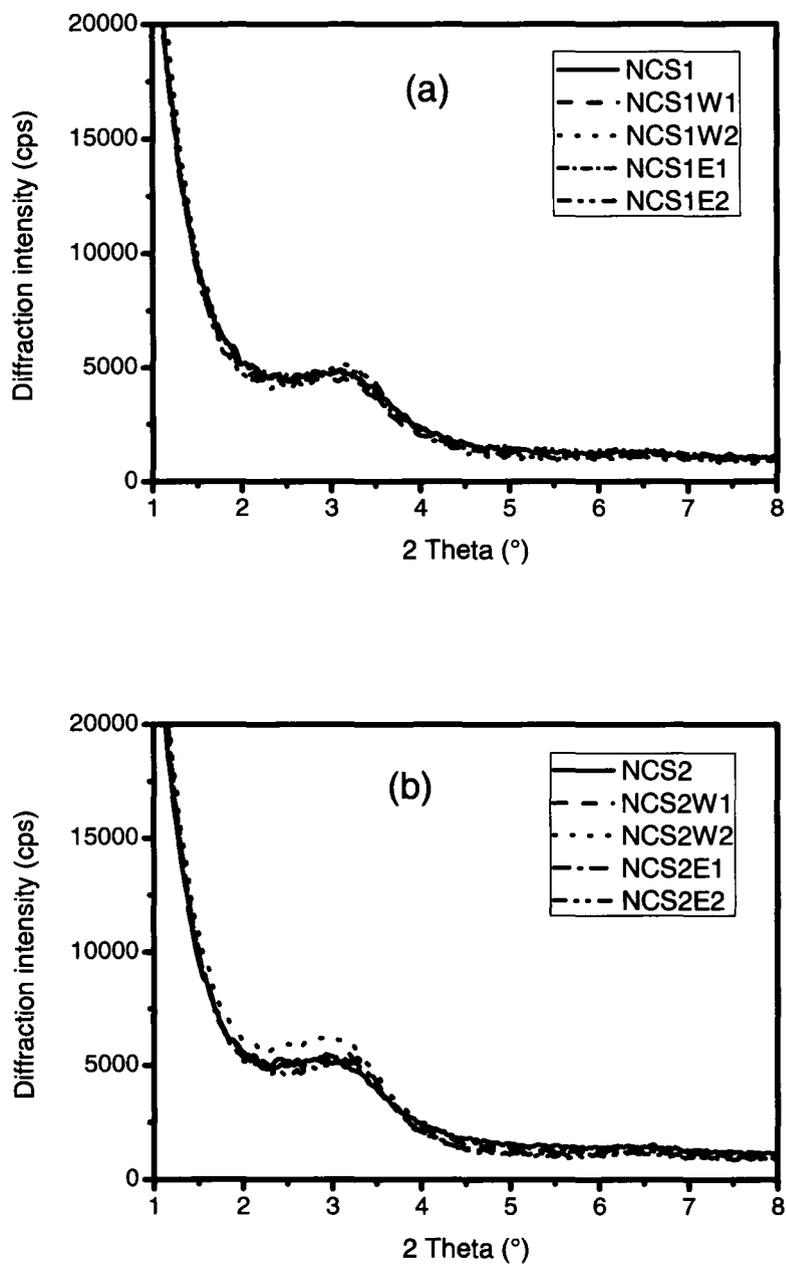 20000
(a)
NCS1
NCS1W1
NCS1W2
NCS1E1
NCS1E2
15000
10000
5000
0
Diffraction intensity (cps)
1 2 3 4 5 6 7 8
2 Theta (°)
20000
(b)
NCS2
NCS2W1
NCS2W2
NCS2E1
NCS2E2
15000
10000
5000
0
Diffraction intensity (cps)
1 2 3 4 5 6 7 8
2 Theta (°)